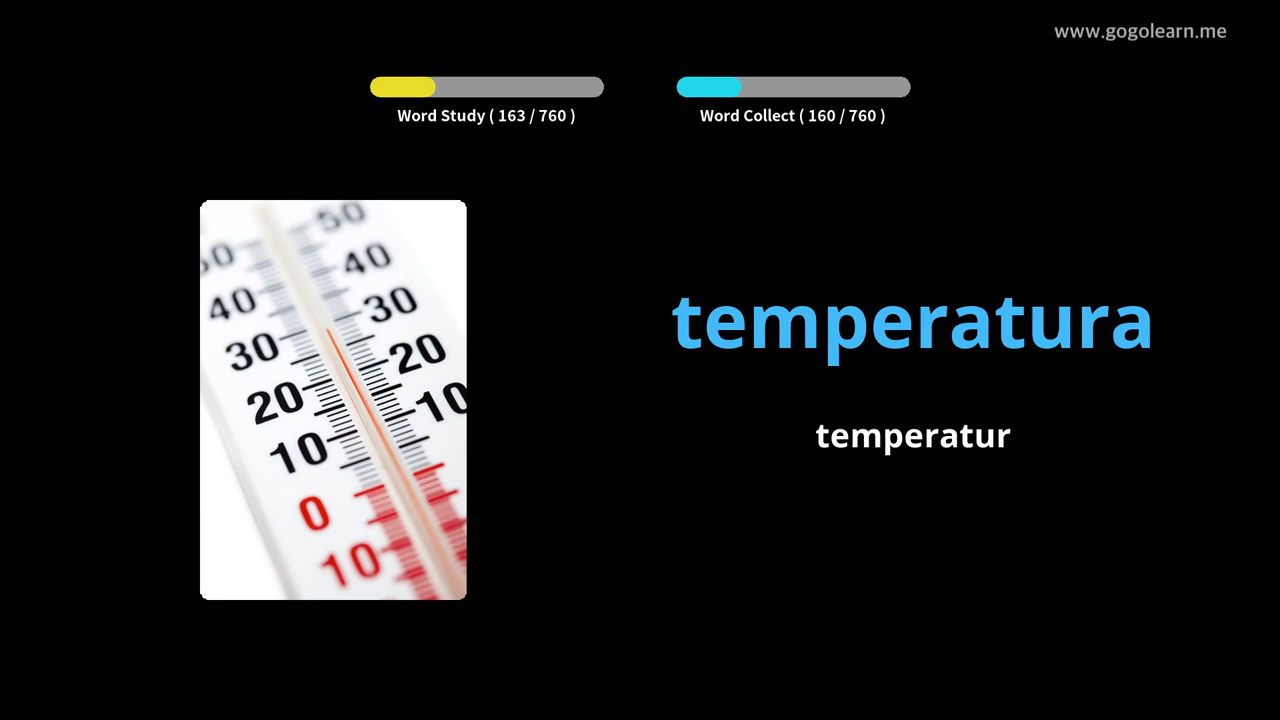 www.gogolearn.me
Word Study ( 163 / 760 )
Word Collect ( 160 / 760 )
50
50
40
40
30
30
20
20
10
10
0
10
temperatura
temperatur